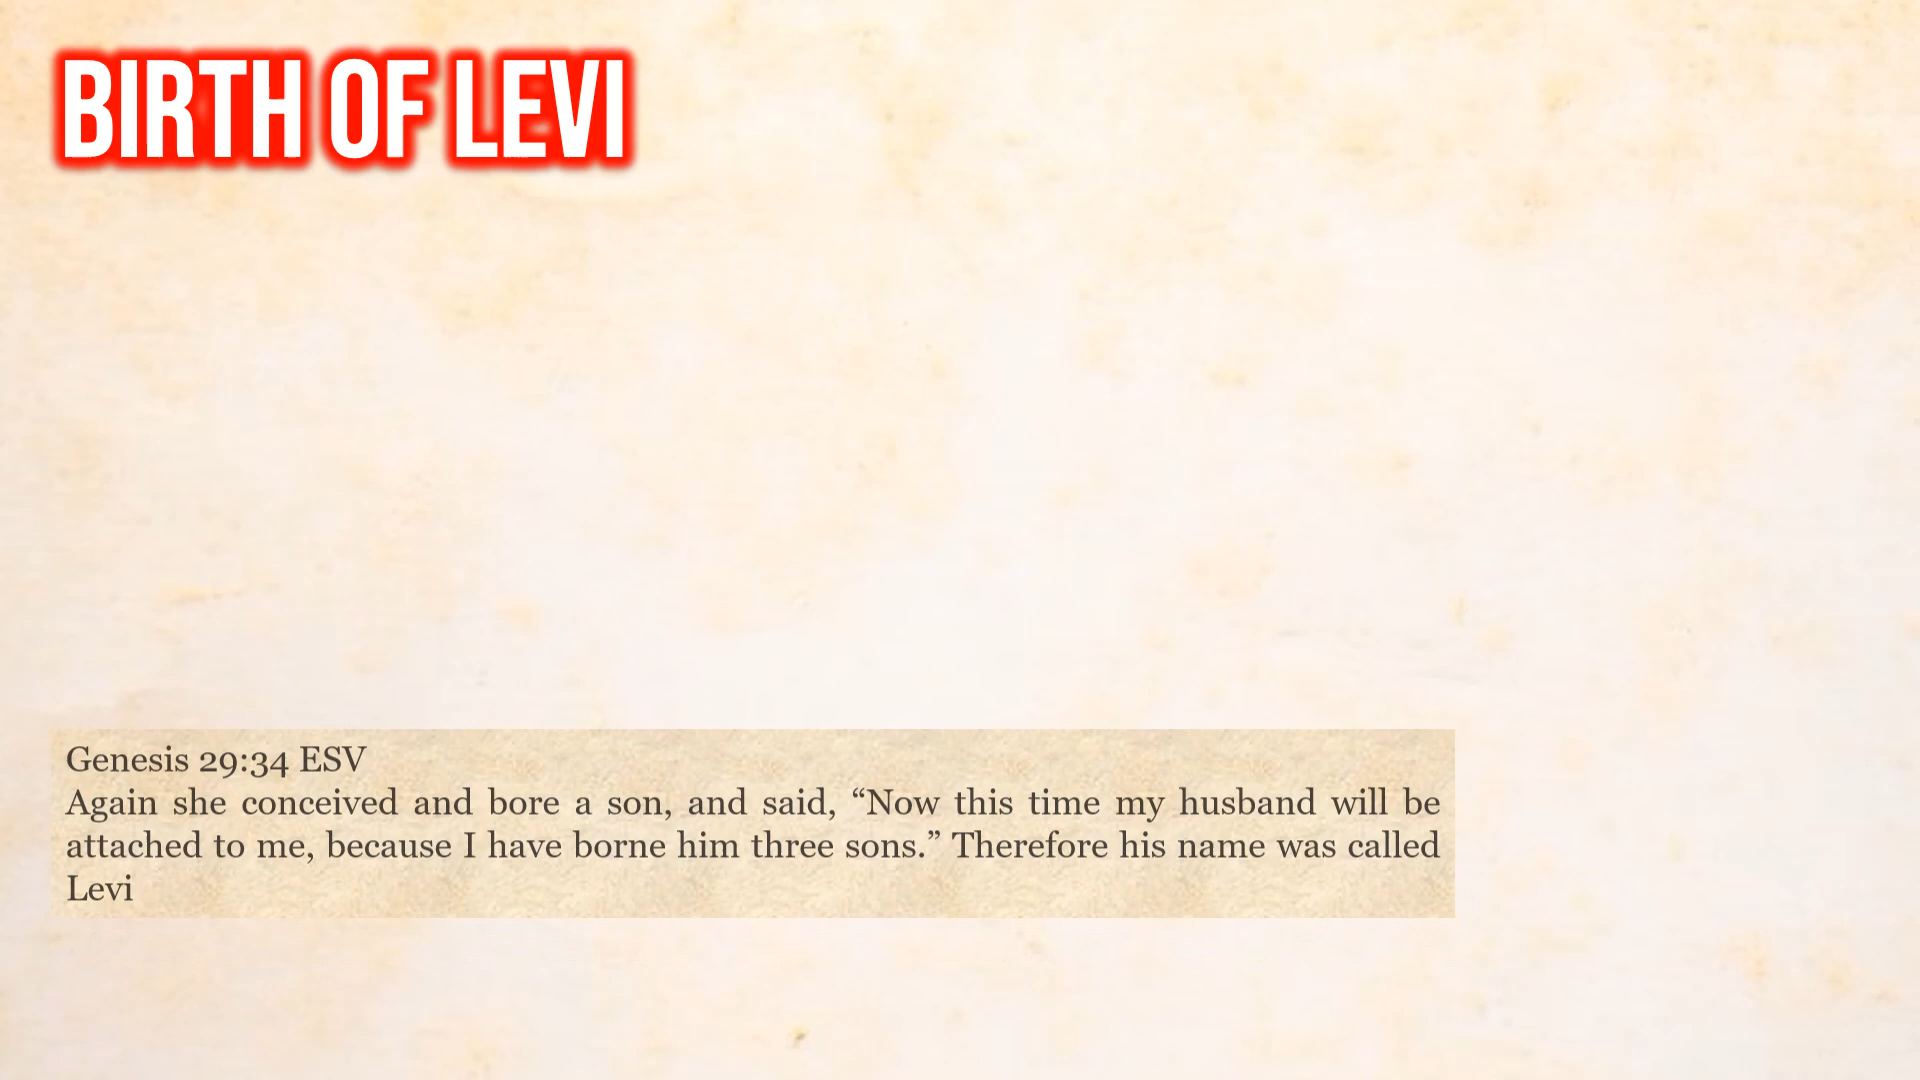 BIRTH OF LEVI
Genesis 29:34 ESV
Again she conceived and bore a son, and said, “Now this time my husband will be
attached to me, because I have borne him three sons.” Therefore his name was called
Levi